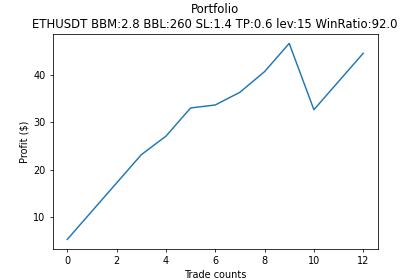 Portfolio
ETHUSDT BBM:2.8 BBL:260 SL:1.4 TP:0.6 lev:15 WinRatio:92.0
40
30
20
10
Profit ($)
0 2 4 6 8 10 12
Trade counts